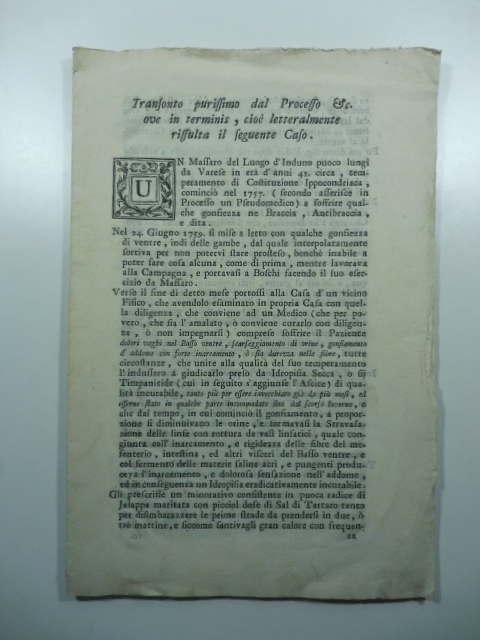 Transonto purissimo dal Processo &c.
ove in terminis, cioè letteralmente
rissulta il seguente Caso.
UN Massaro del Luogo d'Induno puoco lungi
da Varese in età d'anni 42. circa, tem-
peramento di Costituzione Ippocondriaca,
cominciò nel 1757. (secondo asserisce in
Processo un Pseudomedico) a soffrire qual-
che gonfiezza ne Braccia, Antibraccia,
e dita.
Nel 24. Giugno 1759. si mise a letto con qualche gonfiezza
di ventre, indi delle gambe, dal quale interpolatamente
sortiva per non potervi stare prosteso, benchè inabile a
poter fare cosa alcuna, come di prima, mentre lavorava
alla Campagna, e portavasi a Boschi facendo il suo eser-
cizio da Massaro.
Verso il fine di detto mese portossi alla Casa d'un vicino
Fisico, che avendolo esaminato in propria Casa con quel-
la diligenza, che conviene ad un Medico (che per po-
vero, che sia l'amalato, ò conviene curarlo con diligen-
za, ò non impegnarsi) comprese soffrire il Paziente
dolori vaghi nel Basso ventre, scarseggiamento di orine, gonfiamento
d'addome con forte inarcamento, ò sia durezza nelle fibre, tutte
circostanze, che unite alla qualità del suo temperamento
l'indussero a giudicarlo preso da Idropisia Secca, o sij
Timpanitide (cui in seguito s'aggiunse l'Ascite) di qua-
lità incurabile, tanto più per essere invecchiato già da più mesi, ed
esserne stato in qualche parte incomodato sino dal scorso Inverno, e
che dal tempo, in cui cominciò il gonfiamento, a propor-
zione si diminuivano le orine, e formavasi la Stravasa-
zione delle linfe con rottura de vasi linfatici, quale con-
giunta coll'inarcamento, e rigidezza delle fibre del me-
senterio, intestina, ed altri visceri del Basso ventre, e
col fermento delle materie saline acri, e pungenti produ-
ceva l'inarcamento, e dolorosa sensazione nell'addome,
ed in conseguenza un Idropisia eradicativamente incurabile.
Gli prescrisse un minorativo consistente in puoca radice di
Jalappa maritata con picciol dose di Sal di Tartaro tanto
per disimbarazzare le prime strade da prendersi in due, ò
tre mattine, e siccome sentivasi gran calore con frequen-